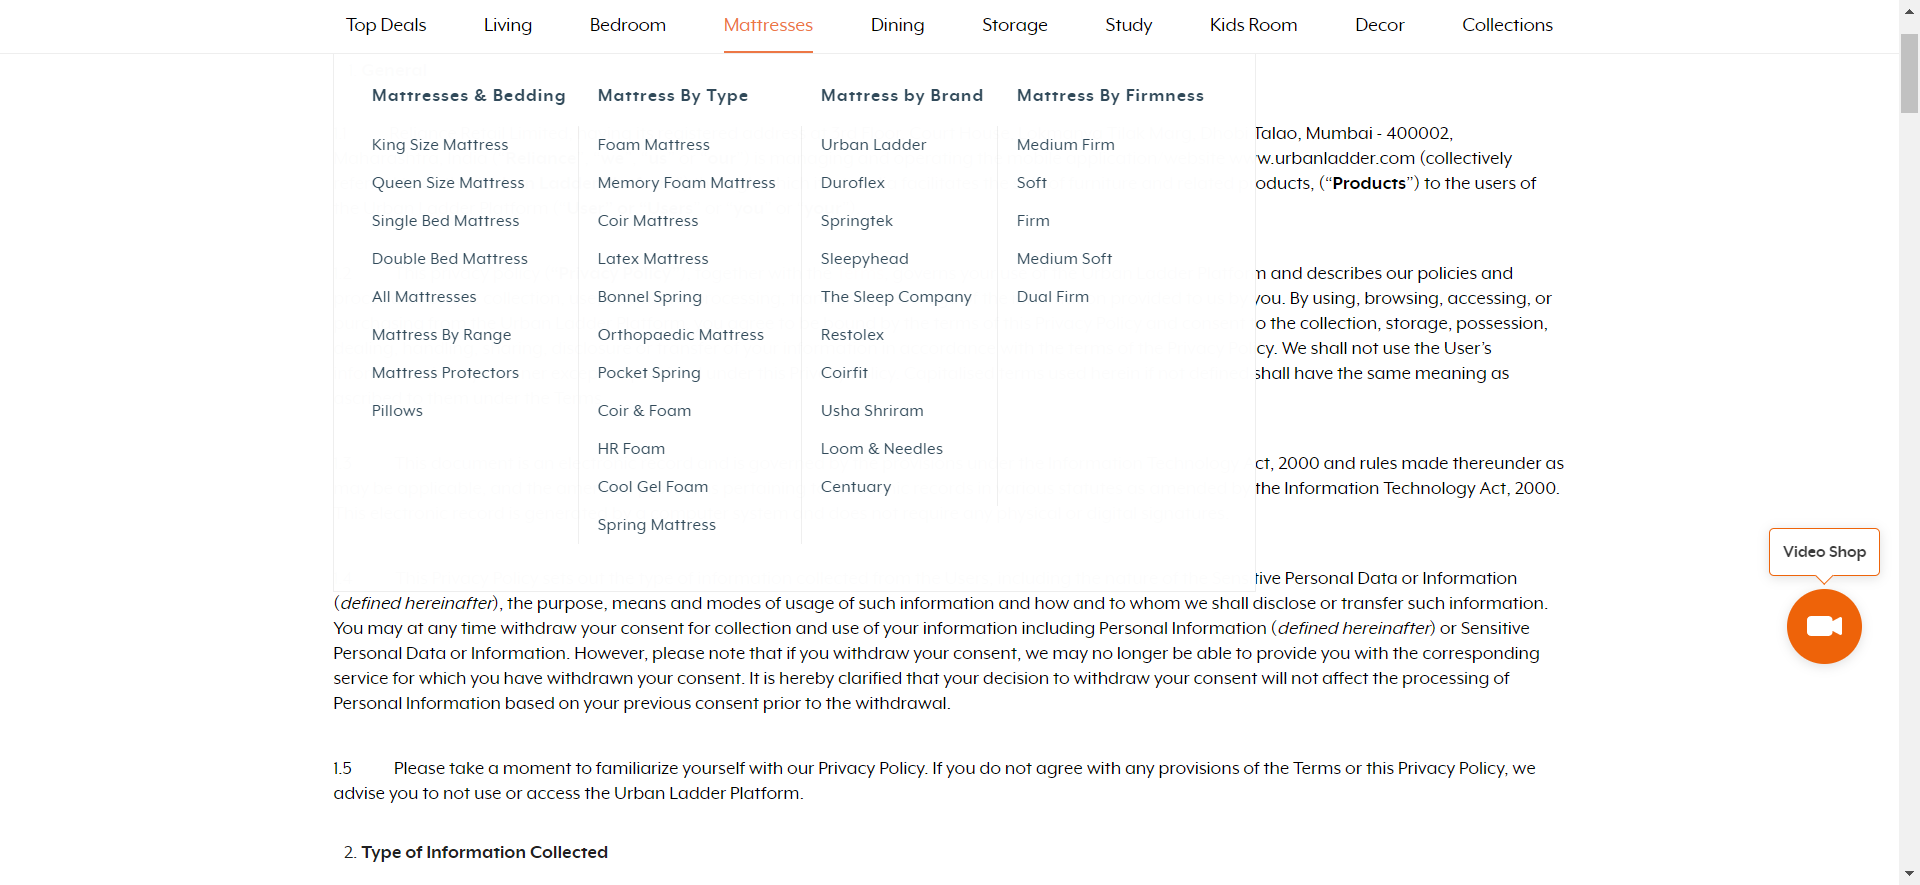 Top Deals Living Bedroom Mattresses Dining Storage Study Kids Room Decor Collections
Mattresses & Bedding
King Size Mattress
Queen Size Mattress
Single Bed Mattress
Double Bed Mattress
All Mattresses
Mattress By Range
Mattress Protectors
Pillows
Mattress By Type
Foam Mattress
Memory Foam Mattress
Coir Mattress
Latex Mattress
Bonnel Spring
Orthopaedic Mattress
Pocket Spring
Coir & Foam
HR Foam
Cool Gel Foam
Spring Mattress
Mattress by Brand
Urban Ladder
Duroflex
Springtek
Sleepyhead
The Sleep Company
Restolex
Coirfit
Usha Shriram
Loom & Needles
Centuary
Mattress By Firmness
Medium Firm
Soft
Firm
Medium Soft
Dual Firm
Talao, Mumbai - 400002,
w.urbanladder.com (collectively
oducts, (“Products”) to the users of
and describes our policies and
you. By using, browsing, accessing, or
o the collection, storage, possession,
cy. We shall not use the User’s
shall have the same meaning as
ct, 2000 and rules made thereunder as
the Information Technology Act, 2000.
tive Personal Data or Information
(defined hereinafter), the purpose, means and modes of usage of such information and how and to whom we shall disclose or transfer such information.
You may at any time withdraw your consent for collection and use of your information including Personal Information (defined hereinafter) or Sensitive
Personal Data or Information. However, please note that if you withdraw your consent, we may no longer be able to provide you with the corresponding
service for which you have withdrawn your consent. It is hereby clarified that your decision to withdraw your consent will not affect the processing of
Personal Information based on your previous consent prior to the withdrawal.
1.5 Please take a moment to familiarize yourself with our Privacy Policy. If you do not agree with any provisions of the Terms or this Privacy Policy, we
advise you to not use or access the Urban Ladder Platform.
2. Type of Information Collected
Video Shop